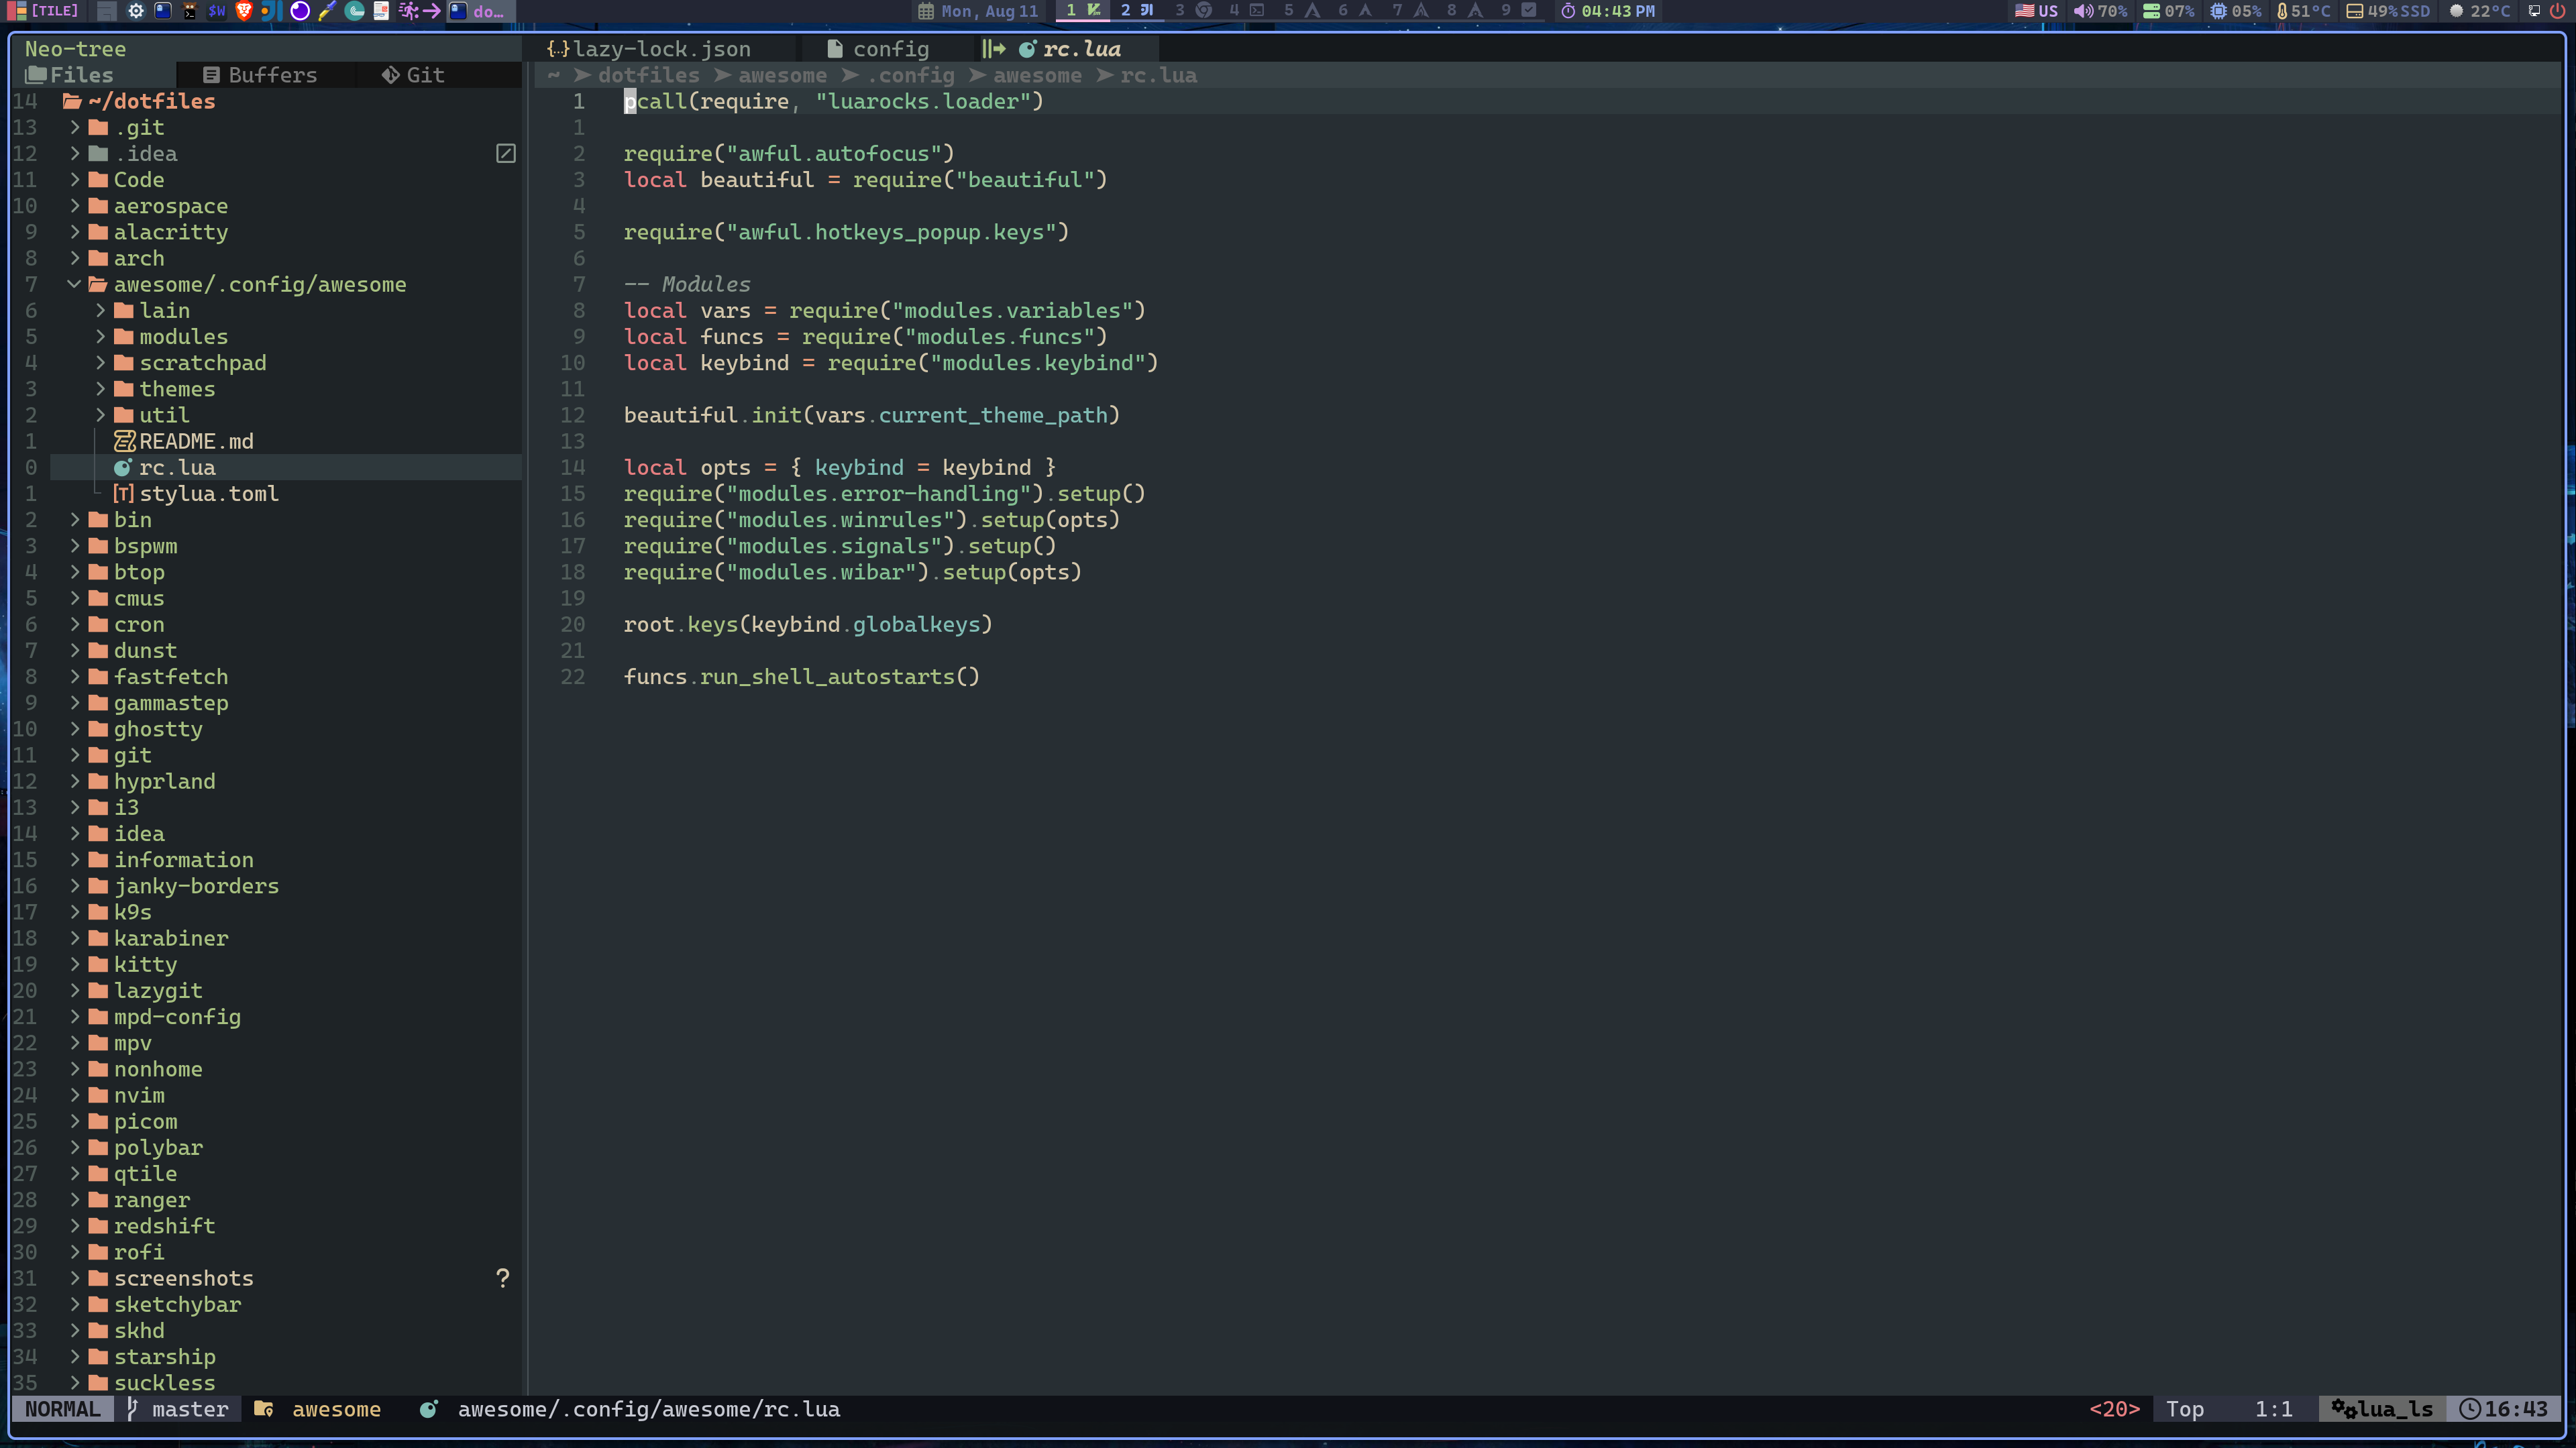 [TILE] $W do… Mon, Aug 11 1 2 3 4 5 6 7 8 9 04:43 PM US 70% 07% 05% 51°C 49%SSD 22°C
Neo-tree
Files Buffers Git
14 ~/dotfiles
13 .git
12 .idea
11 Code
10 aerospace
9 alacritty
8 arch
7 awesome/.config/awesome
6 lain
5 modules
4 scratchpad
3 themes
2 util
1 README.md
0 rc.lua
1 [T] stylua.toml
2 bin
3 bspwm
4 btop
5 cmus
6 cron
7 dunst
8 fastfetch
9 gammastep
10 ghostty
11 git
12 hyprland
13 i3
14 idea
15 information
16 janky-borders
17 k9s
18 karabiner
19 kitty
20 lazygit
21 mpd-config
22 mpv
23 nonhome
24 nvim
25 picom
26 polybar
27 qtile
28 ranger
29 redshift
30 rofi
31 screenshots ?
32 sketchybar
33 skhd
34 starship
35 suckless
{..} lazy-lock.json config rc.lua
~ ➤ dotfiles ➤ awesome ➤ .config ➤ awesome ➤ rc.lua
1 pcall(require, "luarocks.loader")
1
2 require("awful.autofocus")
3 local beautiful = require("beautiful")
4
5 require("awful.hotkeys_popup.keys")
6
7 -- Modules
8 local vars = require("modules.variables")
9 local funcs = require("modules.funcs")
10 local keybind = require("modules.keybind")
11
12 beautiful.init(vars.current_theme_path)
13
14 local opts = { keybind = keybind }
15 require("modules.error-handling").setup()
16 require("modules.winrules").setup(opts)
17 require("modules.signals").setup()
18 require("modules.wibar").setup(opts)
19
20 root.keys(keybind.globalkeys)
21
22 funcs.run_shell_autostarts()
NORMAL master awesome awesome/.config/awesome/rc.lua <20> Top 1:1 lua_ls 16:43